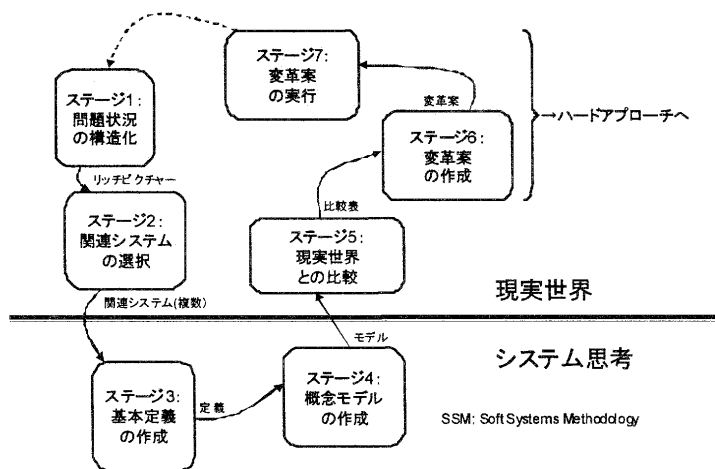 ステージ1:
問題状況
の構造化
リッチピクチャー
ステージ2:
関連システム
の選択
関連システム(複数)
ステージ3:
基本定義
の作成
定義
ステージ4:
概念モデル
の作成
モデル
ステージ5:
現実世界
との比較
比較表
ステージ6:
変革案
の作成
変革案
ステージ7:
変革案
の実行
→ハードアプローチへ
現実世界
システム思考
SSM: Soft Systems Methodology